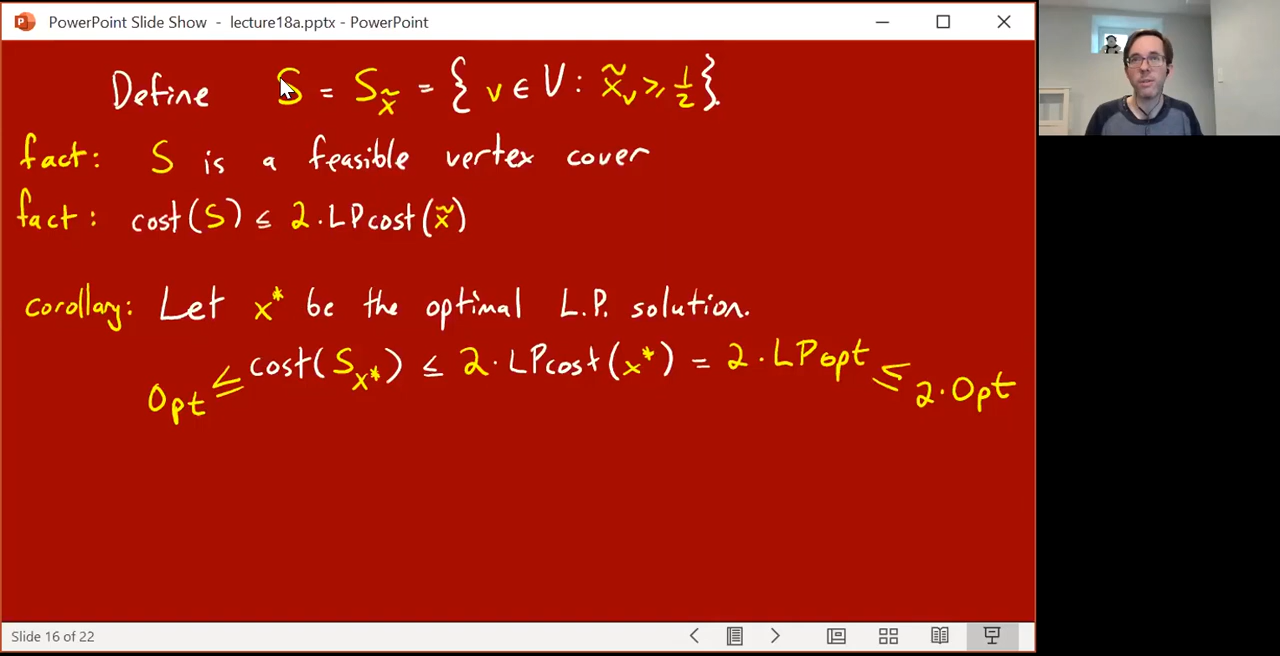 PowerPoint Slide Show - lecture18a.pptx - PowerPoint
Define S = S_x̃ = { v ∈ V : x̃_v ≥ 1/2 }.
fact: S is a feasible vertex cover
fact: cost(S) ≤ 2·LPcost(x̃)
corollary: Let x* be the optimal L.P. solution.
Opt ≤ cost(S_x*) ≤ 2·LPcost(x*) = 2·LPopt ≤ 2·Opt
Slide 16 of 22